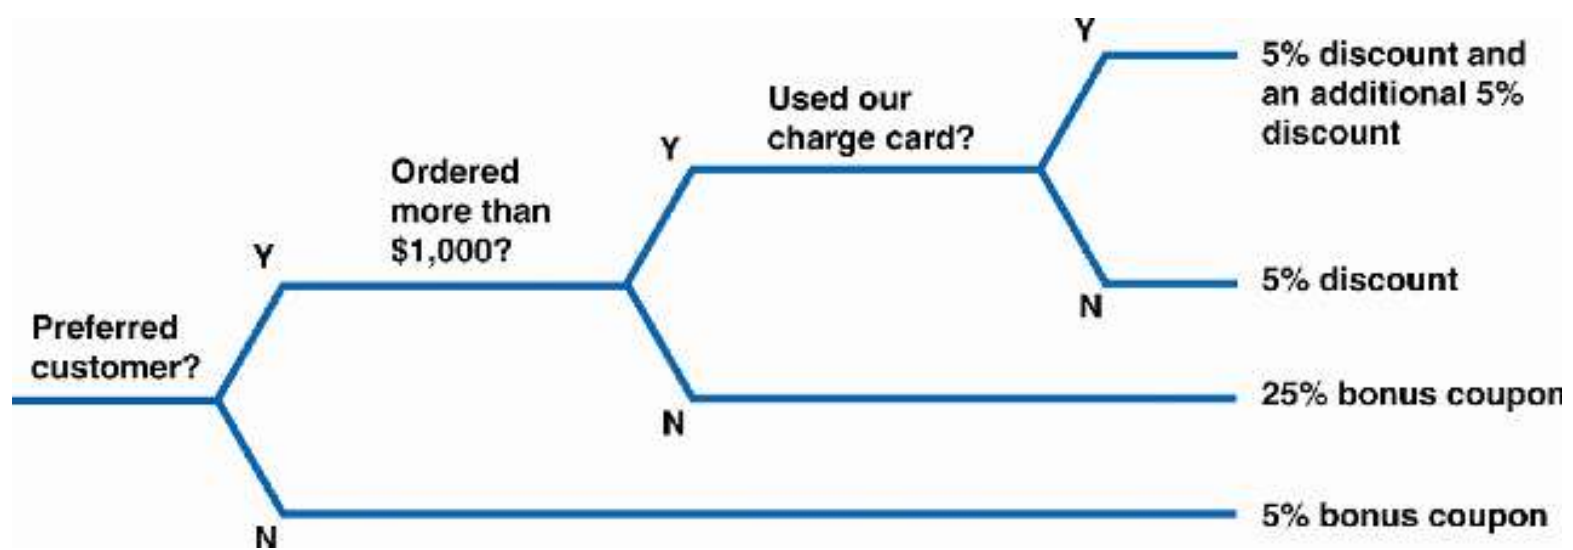 Y
5% discount and
an additional 5%
discount
Used our
charge card?
Y
Ordered
more than
$1,000?
Y
5% discount
N
Preferred
customer?
25% bonus coupon
N
5% bonus coupon
N